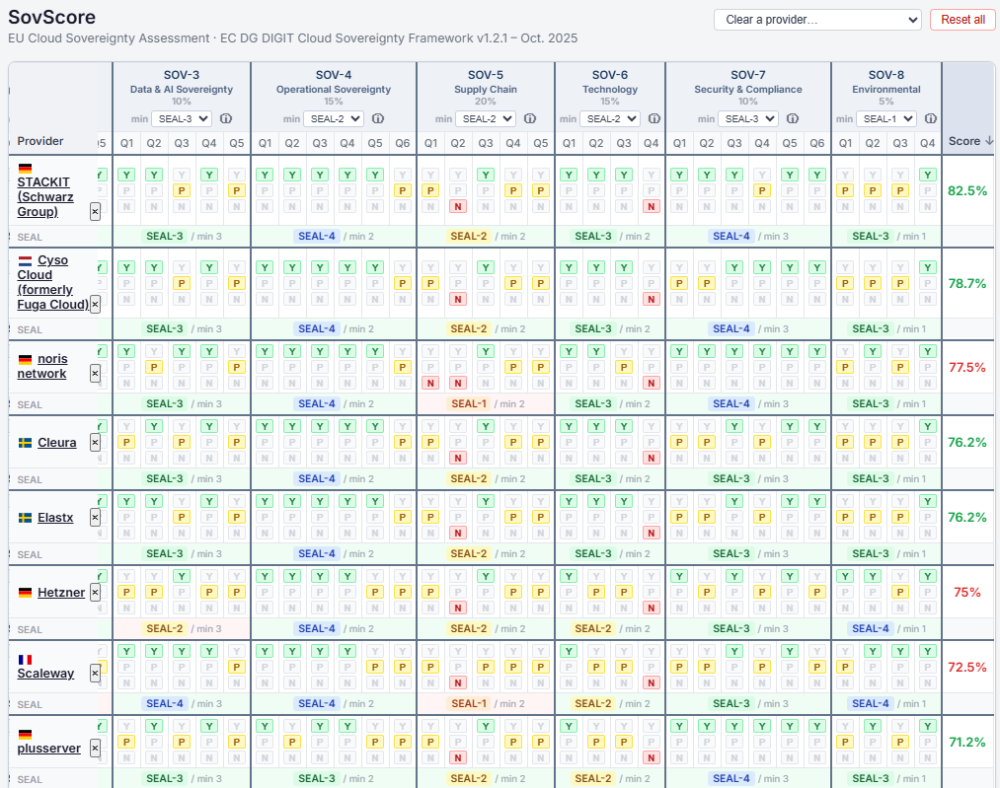 SovScore
EU Cloud Sovereignty Assessment · EC DG DIGIT Cloud Sovereignty Framework v1.2.1 – Oct. 2025
Clear a provider... Reset all
SOV-3 SOV-4 SOV-5 SOV-6 SOV-7 SOV-8
Data & AI Sovereignty Operational Sovereignty Supply Chain Technology Security & Compliance Environmental
10% 15% 20% 15% 10% 5%
min SEAL-3 min SEAL-2 min SEAL-2 min SEAL-2 min SEAL-3 min SEAL-1
Provider Q1 Q2 Q3 Q4 Q5 Q1 Q2 Q3 Q4 Q5 Q6 Q1 Q2 Q3 Q4 Q5 Q1 Q2 Q3 Q4 Q1 Q2 Q3 Q4 Q5 Q6 Q1 Q2 Q3 Q4 Score ↓
STACKIT (Schwarz Group) × 82.5%
Y Y Y Y Y Y Y Y Y Y Y Y Y Y Y Y Y Y Y Y Y Y Y Y Y Y Y Y Y Y
P P P P P P P P P P P P P P P P P P P P P P P P P P P P P P
N N N N N N N N N N N N N N N N N N N N N N N N N N N N N N
SEAL SEAL-3 / min 3 SEAL-4 / min 2 SEAL-2 / min 2 SEAL-3 / min 2 SEAL-4 / min 3 SEAL-3 / min 1
Cyso Cloud (formerly Fuga Cloud) × 78.7%
Y Y Y Y Y Y Y Y Y Y Y Y Y Y Y Y Y Y Y Y Y Y Y Y Y Y Y Y Y Y
P P P P P P P P P P P P P P P P P P P P P P P P P P P P P P
N N N N N N N N N N N N N N N N N N N N N N N N N N N N N N
SEAL SEAL-3 / min 3 SEAL-4 / min 2 SEAL-2 / min 2 SEAL-3 / min 2 SEAL-4 / min 3 SEAL-3 / min 1
noris network × 77.5%
Y Y Y Y Y Y Y Y Y Y Y Y Y Y Y Y Y Y Y Y Y Y Y Y Y Y Y Y Y Y
P P P P P P P P P P P P P P P P P P P P P P P P P P P P P P
N N N N N N N N N N N N N N N N N N N N N N N N N N N N N N
SEAL SEAL-3 / min 3 SEAL-4 / min 2 SEAL-1 / min 2 SEAL-3 / min 2 SEAL-4 / min 3 SEAL-3 / min 1
Cleura × 76.2%
Y Y Y Y Y Y Y Y Y Y Y Y Y Y Y Y Y Y Y Y Y Y Y Y Y Y Y Y Y Y
P P P P P P P P P P P P P P P P P P P P P P P P P P P P P P
N N N N N N N N N N N N N N N N N N N N N N N N N N N N N N
SEAL SEAL-3 / min 3 SEAL-4 / min 2 SEAL-2 / min 2 SEAL-3 / min 2 SEAL-3 / min 3 SEAL-3 / min 1
Elastx × 76.2%
Y Y Y Y Y Y Y Y Y Y Y Y Y Y Y Y Y Y Y Y Y Y Y Y Y Y Y Y Y Y
P P P P P P P P P P P P P P P P P P P P P P P P P P P P P P
N N N N N N N N N N N N N N N N N N N N N N N N N N N N N N
SEAL SEAL-3 / min 3 SEAL-4 / min 2 SEAL-2 / min 2 SEAL-3 / min 2 SEAL-3 / min 3 SEAL-3 / min 1
Hetzner × 75%
Y Y Y Y Y Y Y Y Y Y Y Y Y Y Y Y Y Y Y Y Y Y Y Y Y Y Y Y Y Y
P P P P P P P P P P P P P P P P P P P P P P P P P P P P P P
N N N N N N N N N N N N N N N N N N N N N N N N N N N N N N
SEAL SEAL-2 / min 3 SEAL-4 / min 2 SEAL-2 / min 2 SEAL-2 / min 2 SEAL-3 / min 3 SEAL-4 / min 1
Scaleway × 72.5%
Y Y Y Y Y Y Y Y Y Y Y Y Y Y Y Y Y Y Y Y Y Y Y Y Y Y Y Y Y Y
P P P P P P P P P P P P P P P P P P P P P P P P P P P P P P
N N N N N N N N N N N N N N N N N N N N N N N N N N N N N N
SEAL SEAL-4 / min 3 SEAL-4 / min 2 SEAL-1 / min 2 SEAL-2 / min 2 SEAL-3 / min 3 SEAL-4 / min 1
plusserver × 71.2%
Y Y Y Y Y Y Y Y Y Y Y Y Y Y Y Y Y Y Y Y Y Y Y Y Y Y Y Y Y Y
P P P P P P P P P P P P P P P P P P P P P P P P P P P P P P
N N N N N N N N N N N N N N N N N N N N N N N N N N N N N N
SEAL SEAL-3 / min 3 SEAL-3 / min 2 SEAL-2 / min 2 SEAL-2 / min 2 SEAL-4 / min 3 SEAL-3 / min 1